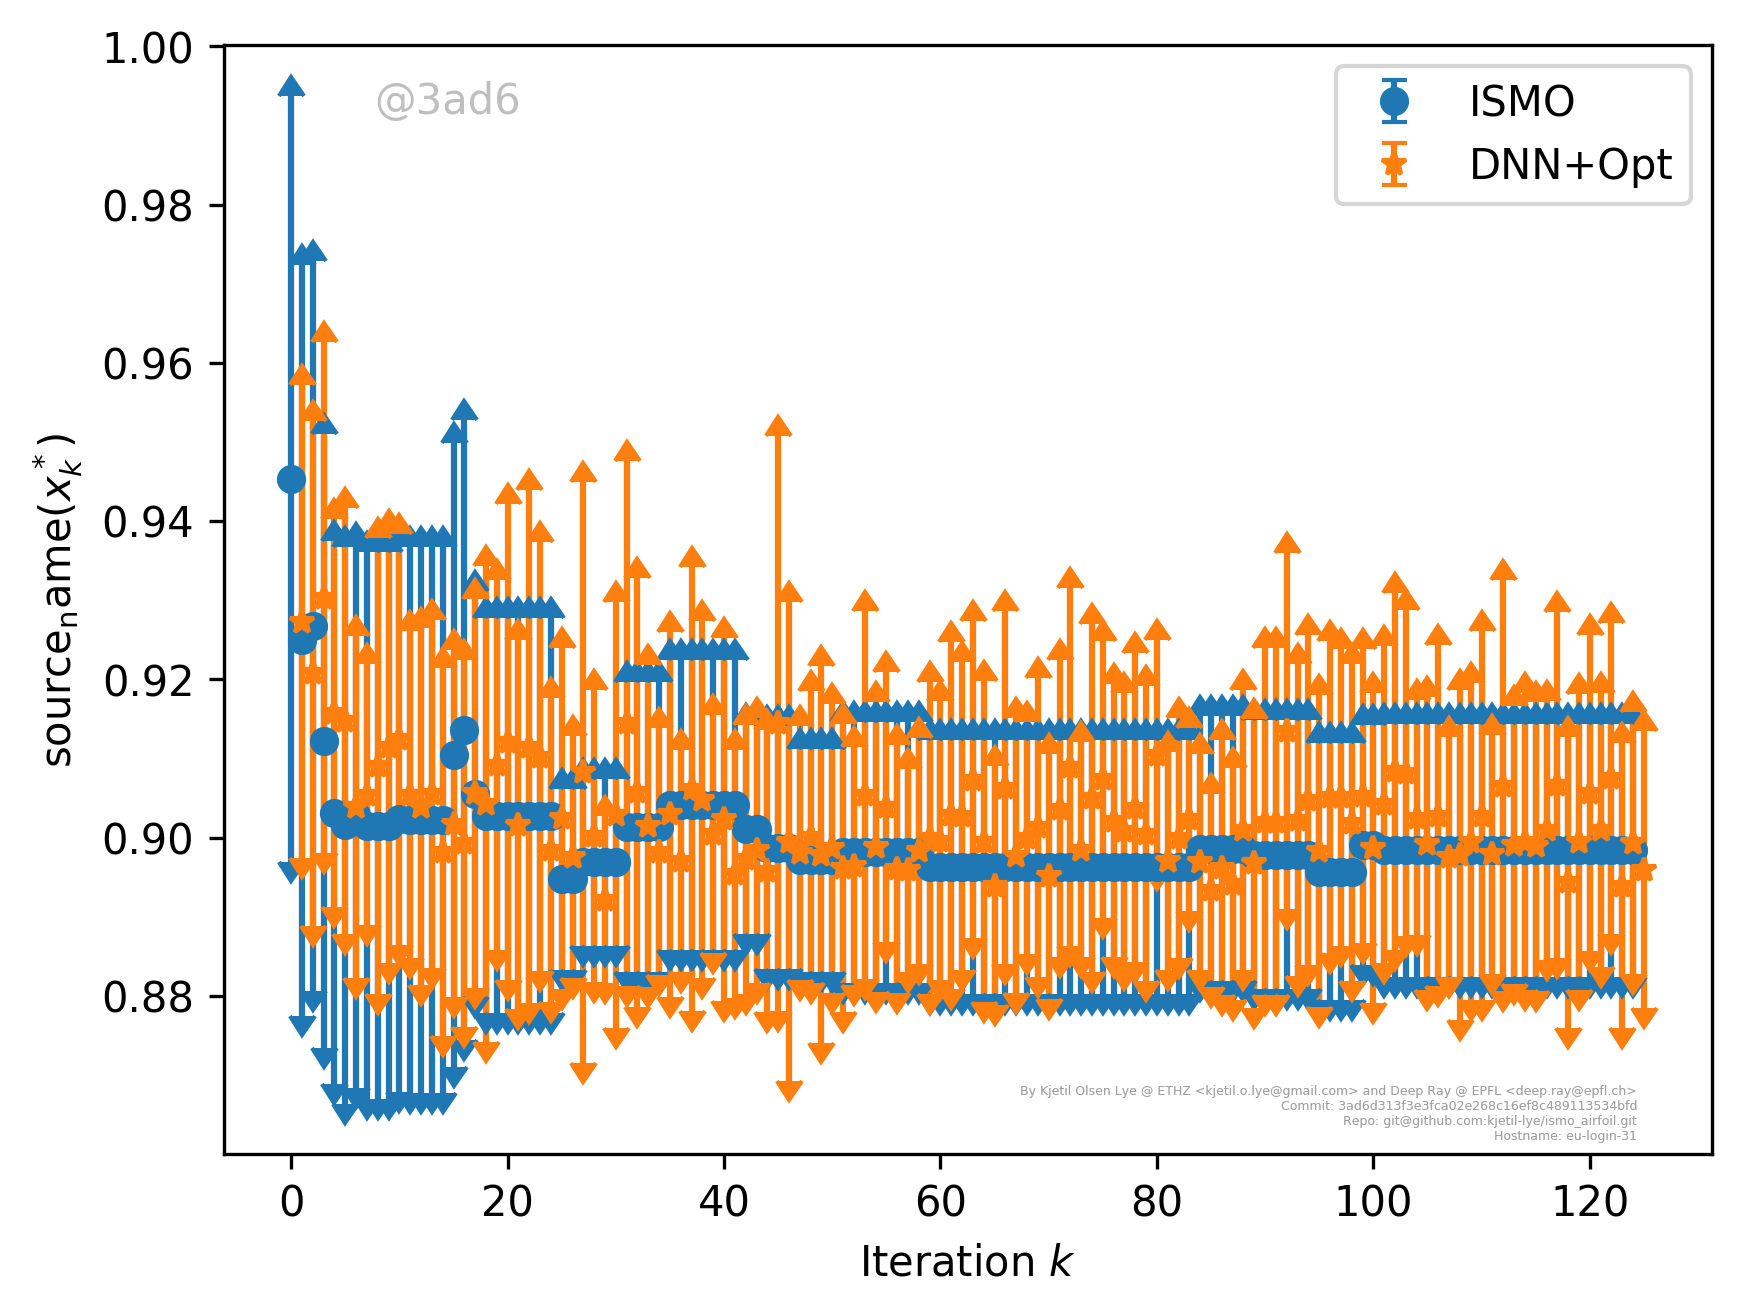 1.00
0.98
0.96
0.94
0.92
0.90
0.88
source_name(x_k^*)
@3ad6
ISMO
DNN+Opt
By Kjetil Olsen Lye @ ETHZ <kjetil.o.lye@gmail.com> and Deep Ray @ EPFL <deep.ray@epfl.ch>
Commit: 3ad6d313f3e3fca02e268c16ef8c489113534bfd
Repo: git@github.com:kjetil-lye/ismo_airfoil.git
Hostname: eu-login-31
0 20 40 60 80 100 120
Iteration k